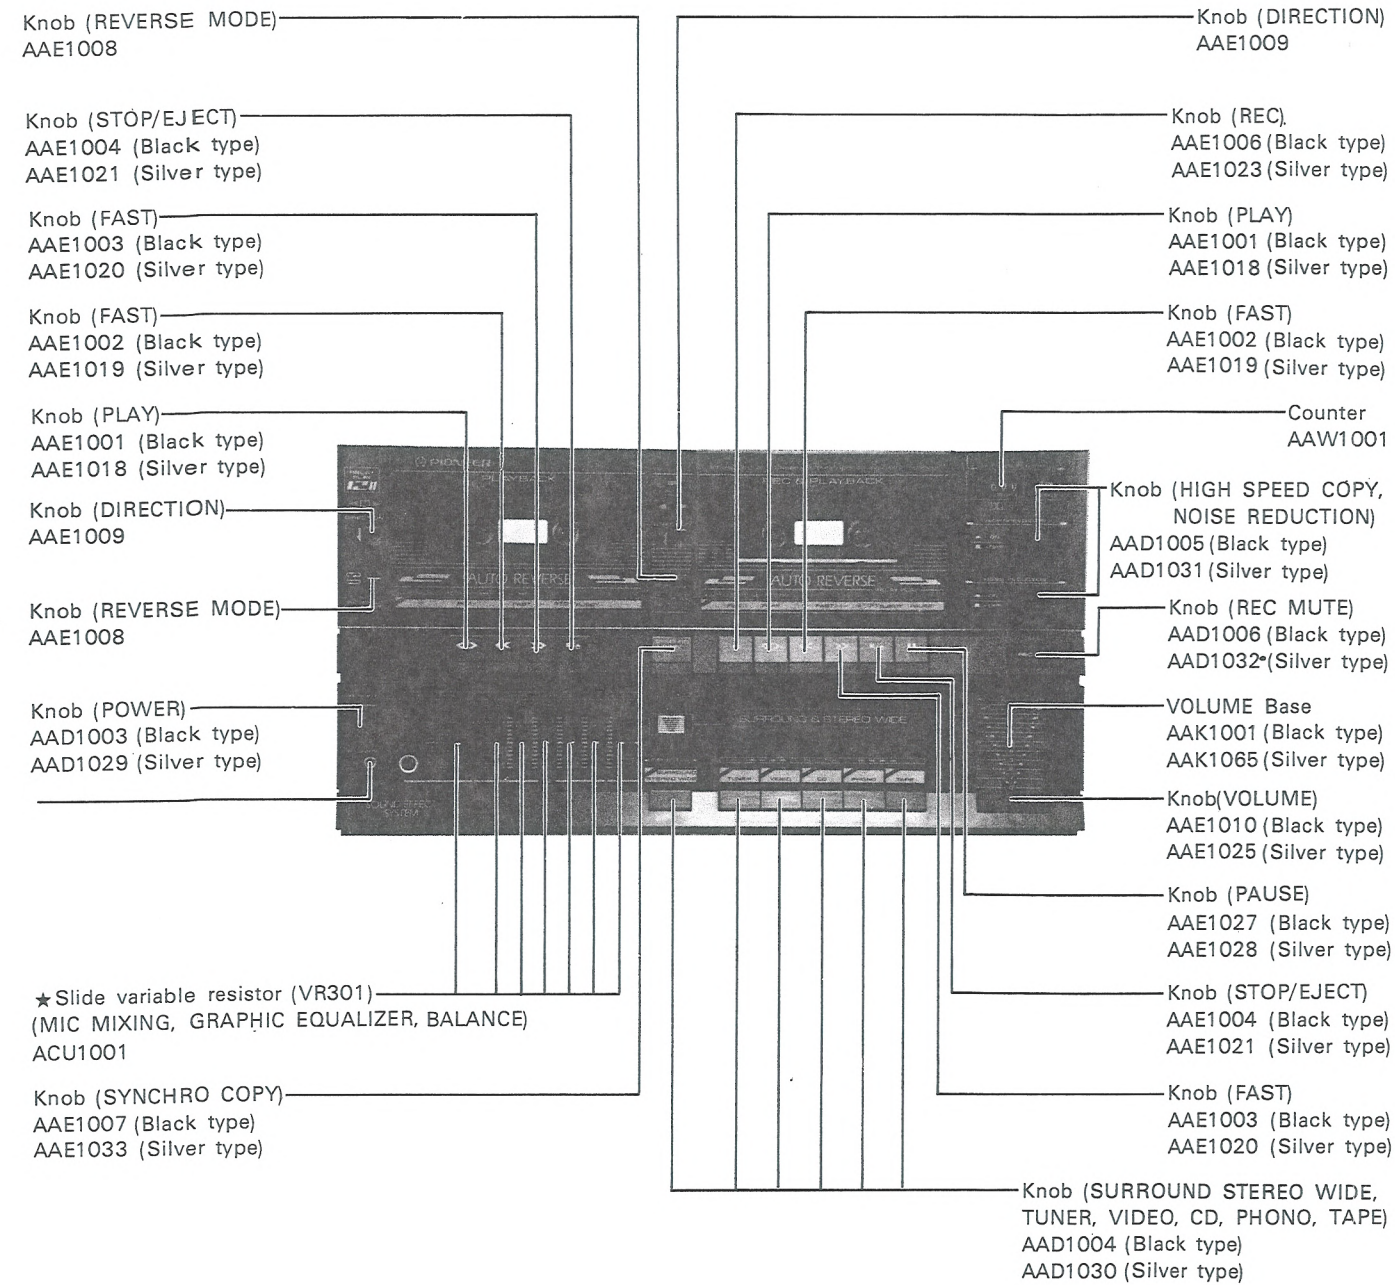 Knob (REVERSE MODE)
AAE1008
Knob (STOP/EJECT)
AAE1004 (Black type)
AAE1021 (Silver type)
Knob (FAST)
AAE1003 (Black type)
AAE1020 (Silver type)
Knob (FAST)
AAE1002 (Black type)
AAE1019 (Silver type)
Knob (PLAY)
AAE1001 (Black type)
AAE1018 (Silver type)
Knob (DIRECTION)
AAE1009
Knob (REVERSE MODE)
AAE1008
Knob (POWER)
AAD1003 (Black type)
AAD1029 (Silver type)
★Slide variable resistor (VR301)
(MIC MIXING, GRAPHIC EQUALIZER, BALANCE)
ACU1001
Knob (SYNCHRO COPY)
AAE1007 (Black type)
AAE1033 (Silver type)
PIONEER
PLAYBACK
REC & PLAYBACK
AUTO REVERSE
AUTO REVERSE
SURROUND & STEREO WIDE
TUNER
VIDEO
CD
PHONO
TAPE
SOUND EFFECT
SYSTEM
Knob (DIRECTION)
AAE1009
Knob (REC).
AAE1006 (Black type)
AAE1023 (Silver type)
Knob (PLAY)
AAE1001 (Black type)
AAE1018 (Silver type)
Knob (FAST)
AAE1002 (Black type)
AAE1019 (Silver type)
Counter
AAW1001
Knob (HIGH SPEED COPY,
NOISE REDUCTION)
AAD1005 (Black type)
AAD1031 (Silver type)
Knob (REC MUTE)
AAD1006 (Black type)
AAD1032 (Silver type)
VOLUME Base
AAK1001 (Black type)
AAK1065 (Silver type)
Knob(VOLUME)
AAE1010 (Black type)
AAE1025 (Silver type)
Knob (PAUSE)
AAE1027 (Black type)
AAE1028 (Silver type)
Knob (STOP/EJECT)
AAE1004 (Black type)
AAE1021 (Silver type)
Knob (FAST)
AAE1003 (Black type)
AAE1020 (Silver type)
Knob (SURROUND STEREO WIDE,
TUNER, VIDEO, CD, PHONO, TAPE)
AAD1004 (Black type)
AAD1030 (Silver type)